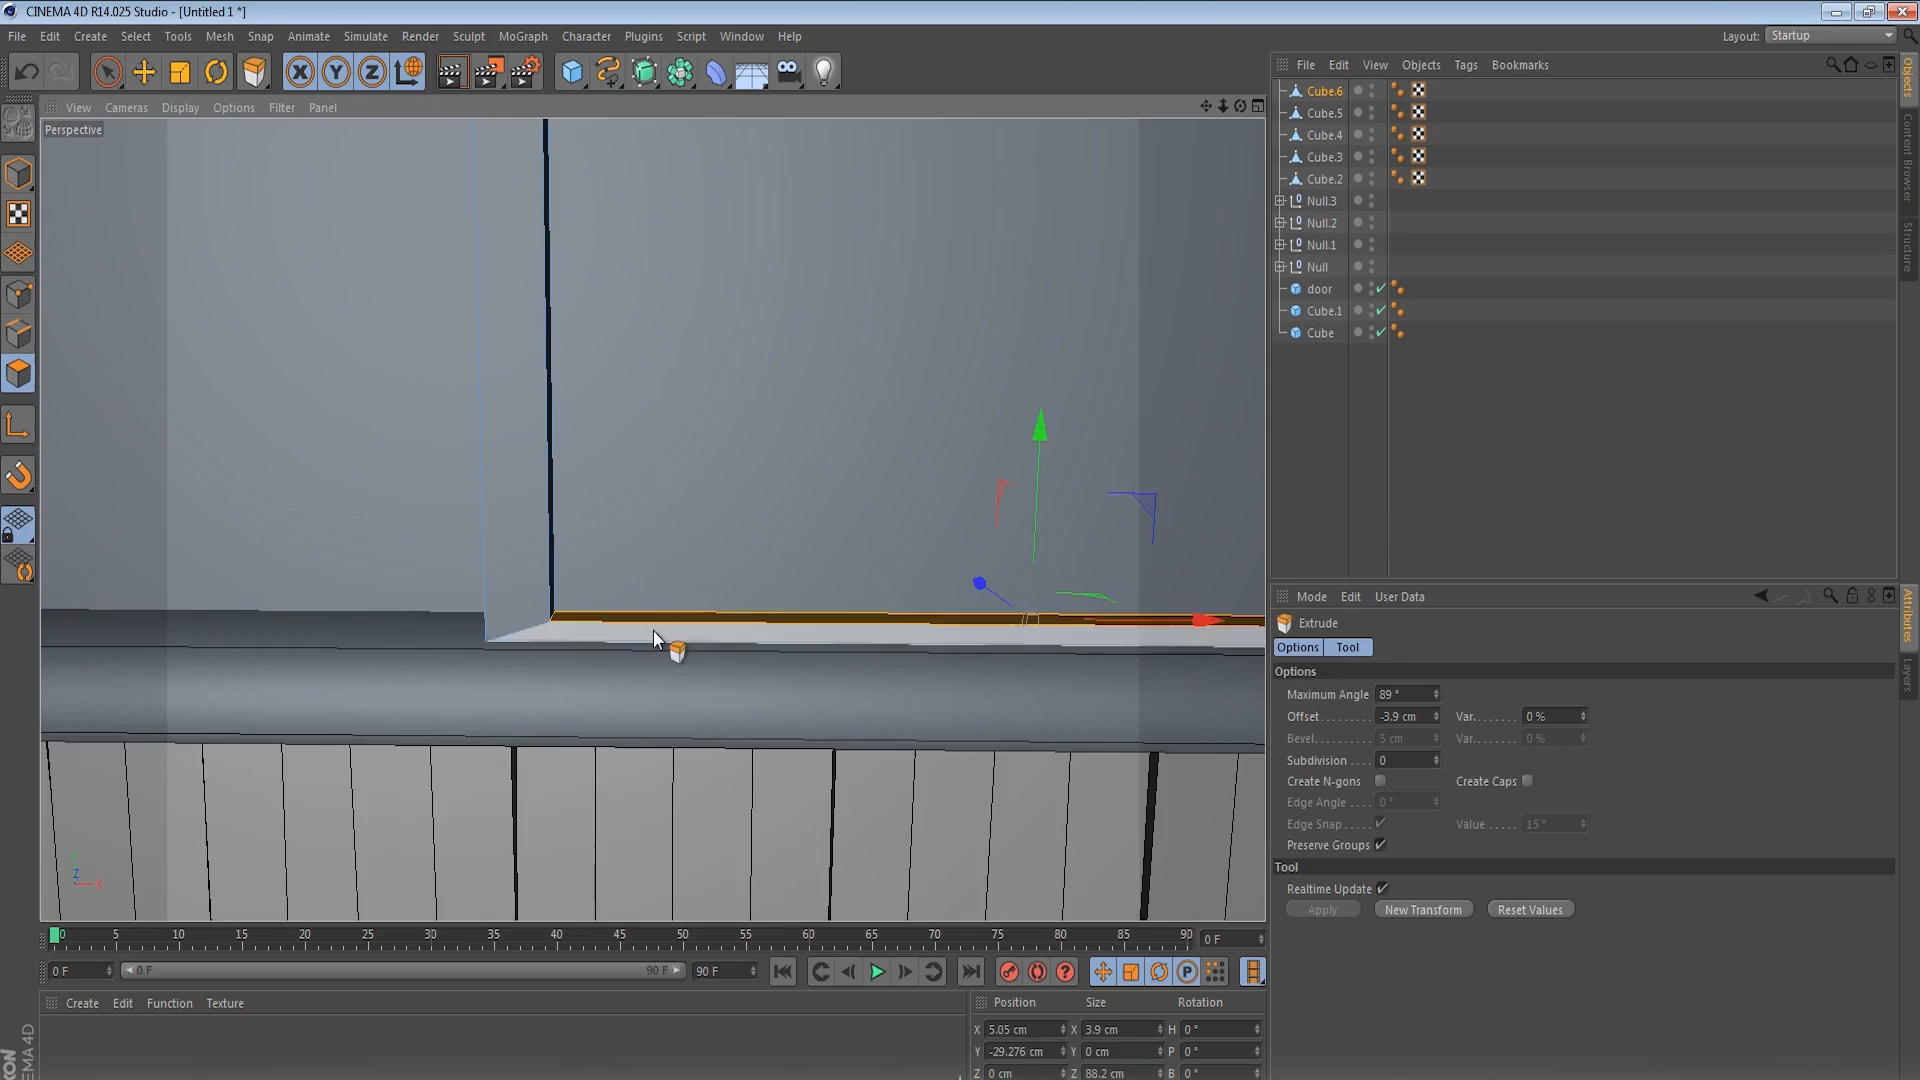 CINEMA 4D R14.025 Studio - [Untitled 1 *]
File Edit Create Select Tools Mesh Snap Animate Simulate Render Sculpt MoGraph Character Plugins Script Window Help
Layout: Startup
File Edit View Objects Tags Bookmarks
View Cameras Display Options Filter Panel
Perspective
Cube.6
Cube.5
Cube.4
Cube.3
Cube.2
Null.3
Null.2
Null.1
Null
door
Cube.1
Cube
Objects
Content Browser
Structure
Mode Edit User Data
Extrude
Options Tool
Options
Maximum Angle 89 °
Offset -3.9 cm Var. 0 %
Bevel 5 cm Var. 0 %
Subdivision 0
Create N-gons Create Caps
Edge Angle 0 °
Edge Snap Value 15 °
Preserve Groups
Tool
Realtime Update
Apply New Transform Reset Values
Attributes
Layers
Y
Z
X
0 5 10 15 20 25 30 35 40 45 50 55 60 65 70 75 80 85 90 0 F
0 F 0 F 90 F 90 F
Create Edit Function Texture
Position Size Rotation
X 5.05 cm X 3.9 cm H 0 °
Y -29.276 cm Y 0 cm P 0 °
Z 0 cm Z 88.2 cm B 0 °